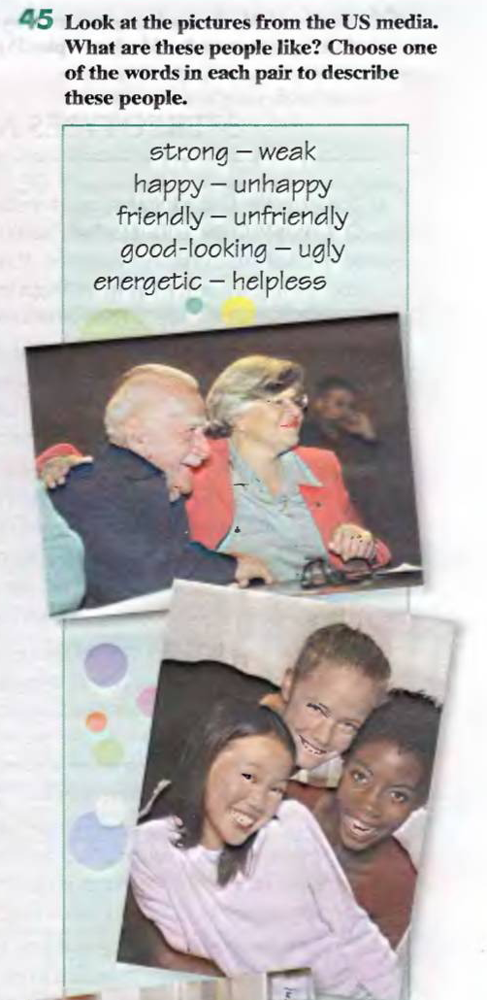 45 Look at the pictures from the US media.
What are these people like? Choose one
of the words in each pair to describe
these people.
strong – weak
happy – unhappy
friendly – unfriendly
good-looking – ugly
energetic – helpless